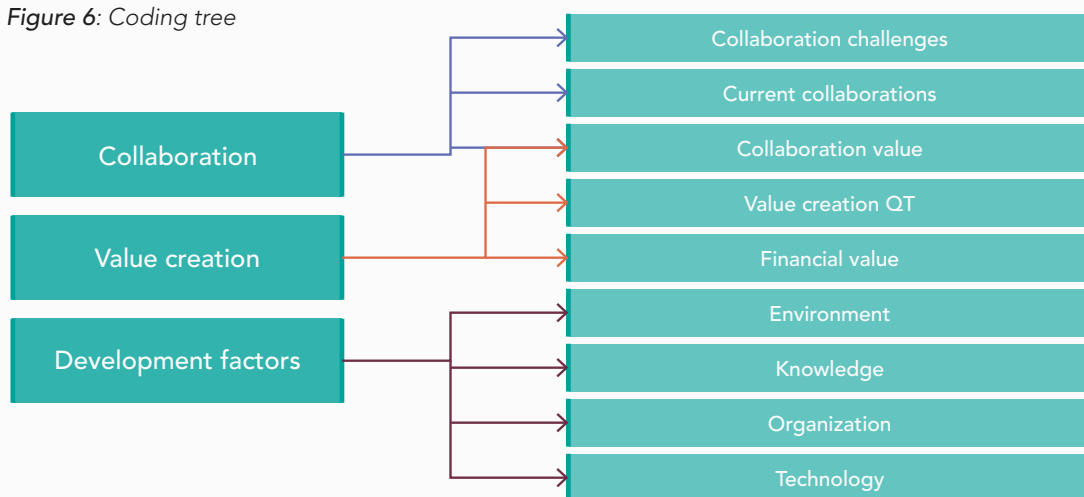 Figure 6: Coding tree
Collaboration
Value creation
Development factors
Collaboration challenges
Current collaborations
Collaboration value
Value creation QT
Financial value
Environment
Knowledge
Organization
Technology